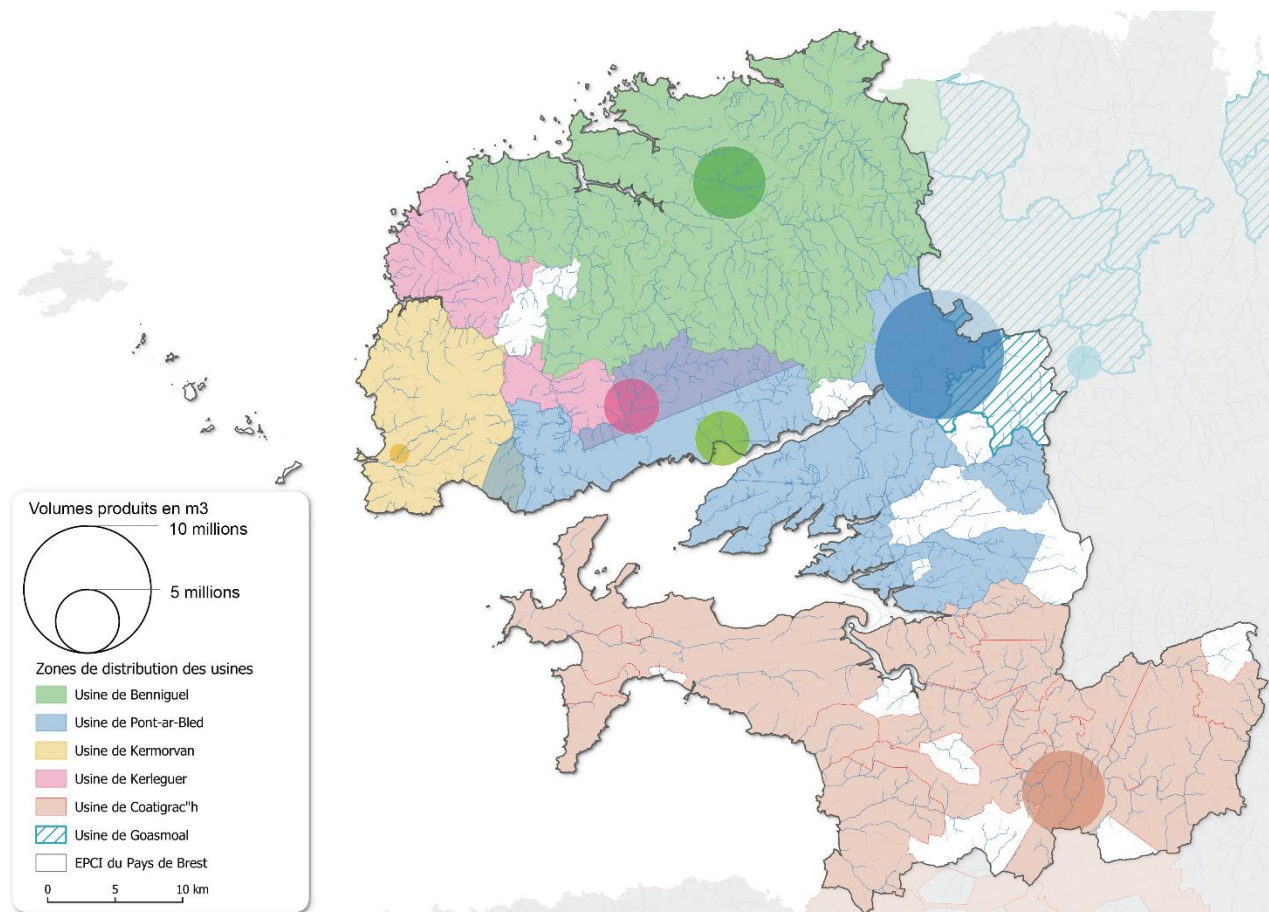 Volumes produits en m3
10 millions
5 millions
Zones de distribution des usines
Usine de Benniguel
Usine de Pont-ar-Bled
Usine de Kermorvan
Usine de Kerleguer
Usine de Coatigrac"h
Usine de Goasmoal
EPCI du Pays de Brest
0 5 10 km